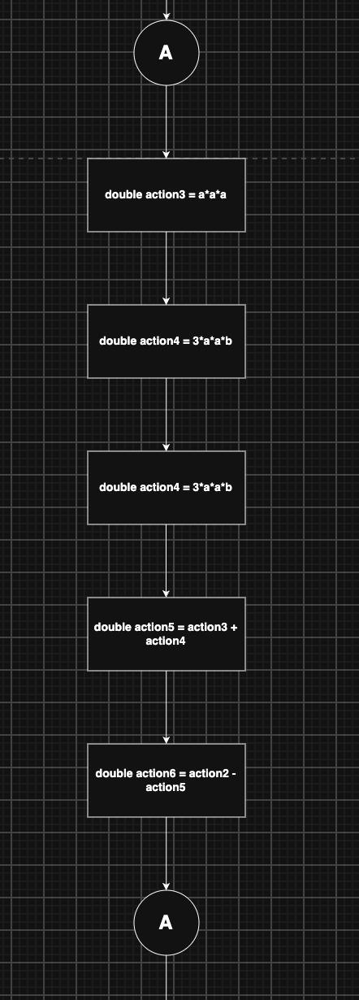 A
double action3 = a*a*a
double action4 = 3*a*a*b
double action4 = 3*a*a*b
double action5 = action3 +
action4
double action6 = action2 -
action5
A